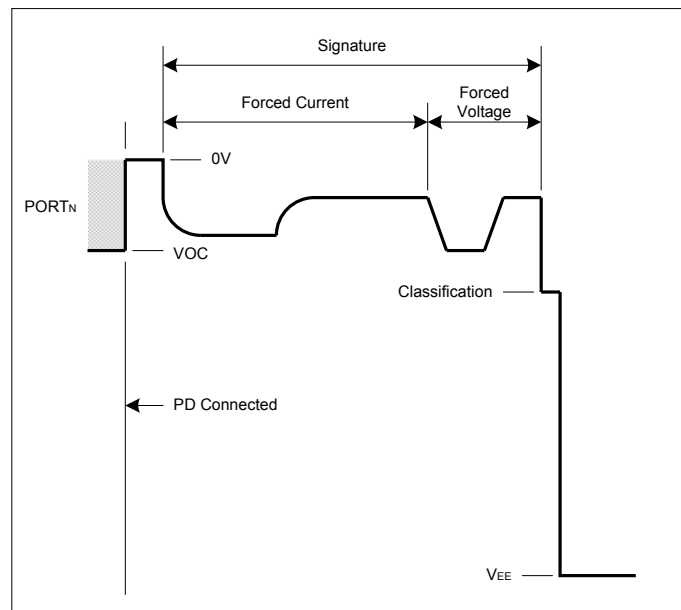 Signature
Forced Current
Forced
Voltage
0V
PORTN
VOC
Classification
PD Connected
VEE